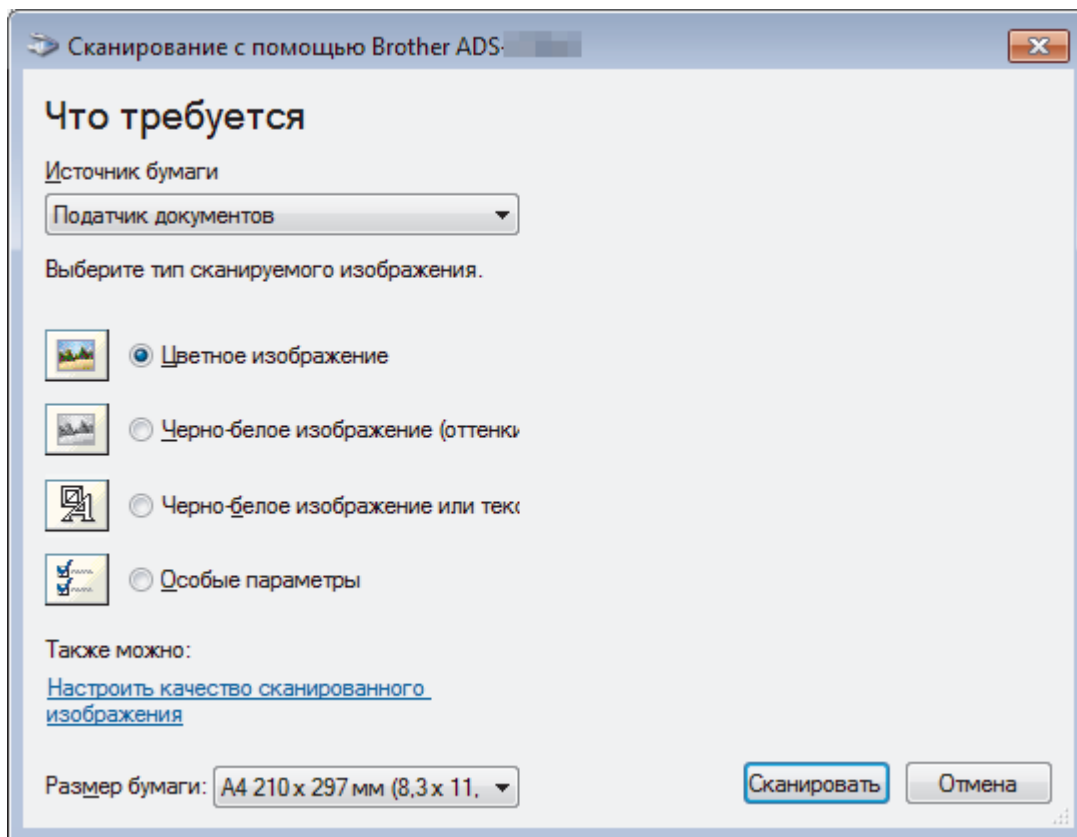 Сканирование с помощью Brother ADS-
Что требуется
Источник бумаги
Податчик документов
Выберите тип сканируемого изображения.
Цветное изображение
Черно-белое изображение (оттенки
Черно-белое изображение или
Особые параметры
Также можно:
Настроить качество сканированного
изображения
Размер бумаги: A4 210 x 297 мм (8,3 x 11,
Сканировать Отмена